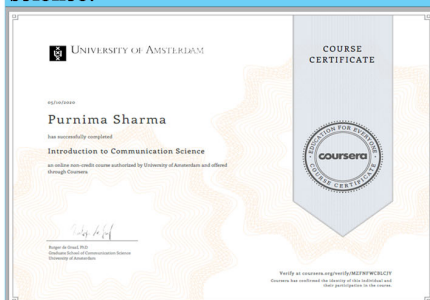 UNIVERSITY OF AMSTERDAM
COURSE
CERTIFICATE
Purnima Sharma
has successfully completed
Introduction to Communication Science
an online non-credit course authorized by University of Amsterdam and offered
through Coursera
EDUCATION FOR EVERYONE
coursera
COURSE CERTIFICATE
Rutger de Graaf, PhD
Graduate School of Communication Science
University of Amsterdam
Coursera has confirmed the identity of this individual and
their participation in the course.